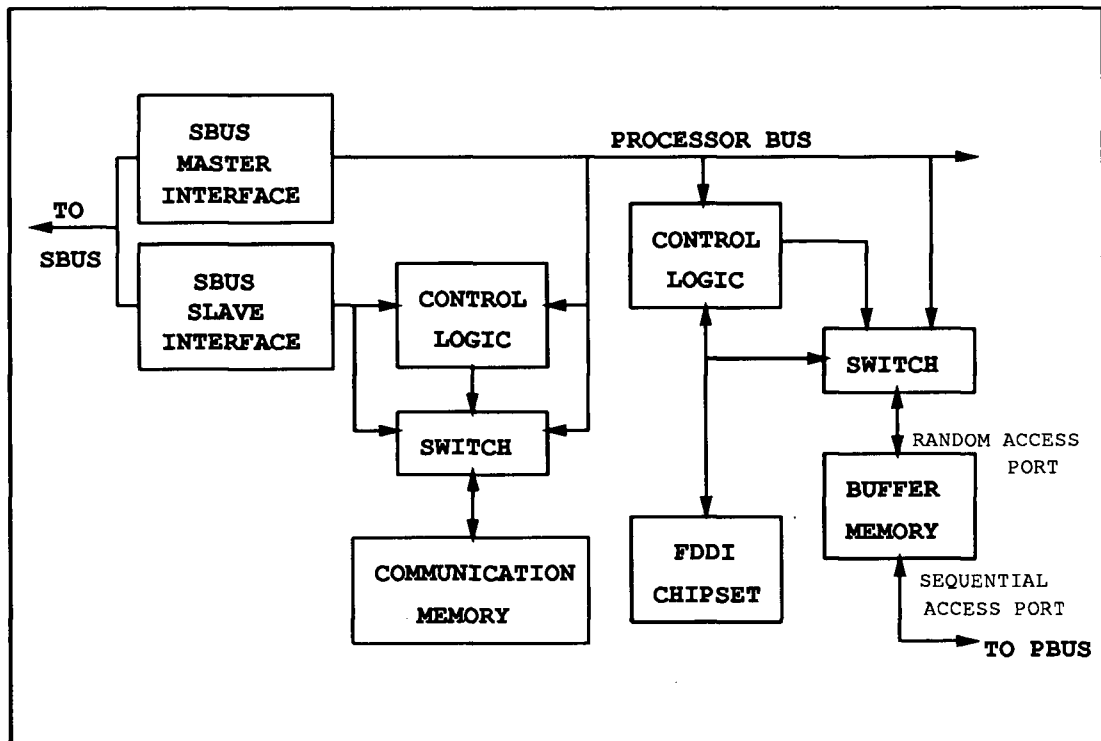 SBUS
MASTER
INTERFACE
PROCESSOR BUS
TO
SBUS
SBUS
SLAVE
INTERFACE
CONTROL
LOGIC
SWITCH
COMMUNICATION
MEMORY
CONTROL
LOGIC
SWITCH
RANDOM ACCESS
PORT
BUFFER
MEMORY
FDDI
CHIPSET
SEQUENTIAL
ACCESS PORT
TO PBUS